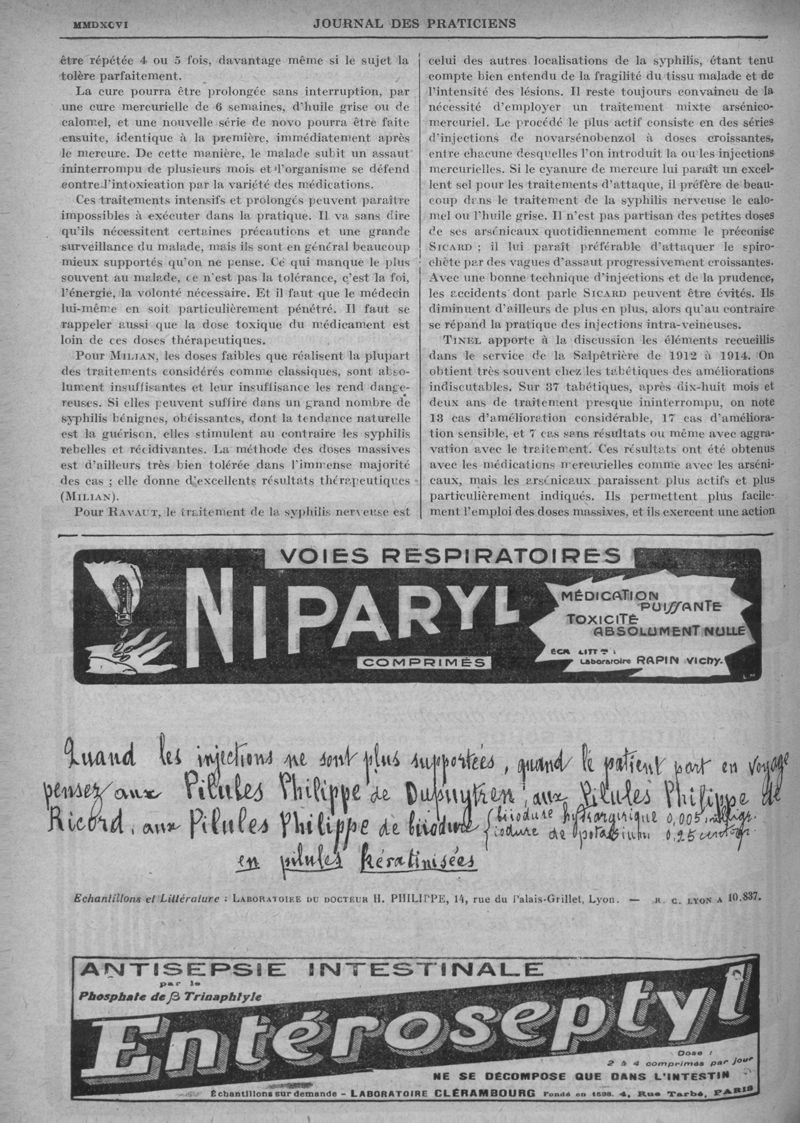 MMDXCVI
JOURNAL DES PRATICIENS
être répétée 4 ou 5 fois, davantage même si le sujet la
tolère parfaitement.
La cure pourra être prolongée sans interruption, par
une cure mercurielle de 6 semaines, d'huile grise ou de
calomel, et une nouvelle série de novo pourra être faite
ensuite, identique à la première, immédiatement après
le mercure. De cette manière, le malade subit un assaut
ininterrompu de plusieurs mois et l'organisme se défend
contre l'intoxication par la variété des médications.
Ces traitements intensifs et prolongés peuvent paraître
impossibles à exécuter dans la pratique. Il va sans dire
qu'ils nécessitent certaines précautions et une grande
surveillance du malade, mais ils sont en général beaucoup
mieux supportés qu'on ne pense. Ce qui manque le plus
souvent au malade, ce n'est pas la tolérance, c'est la foi,
l'énergie, la volonté nécessaire. Et il faut que le médecin
lui-même en soit particulièrement pénétré. Il faut se
rappeler aussi que la dose toxique du médicament est
loin de ces doses thérapeutiques.
Pour MILIAN, les doses faibles que réalisent la plupart
des traitements considérés comme classiques, sont abso-
lument insuffisantes et leur insuffisance les rend dange-
reuses. Si elles peuvent suffire dans un grand nombre de
syphilis bénignes, obéissantes, dont la tendance naturelle
est la guérison, elles stimulent au contraire les syphilis
rebelles et récidivantes. La méthode des doses massives
est d'ailleurs très bien tolérée dans l'immense majorité
des cas ; elle donne d'excellents résultats thérapeutiques
(MILIAN).
Pour RAVAUT, le traitement de la syphilis nerveuse est
celui des autres localisations de la syphilis, étant tenu
compte bien entendu de la fragilité du tissu malade et de
l'intensité des lésions. Il reste toujours convaincu de la
nécessité d'employer un traitement mixte arsénico-
mercuriel. Le procédé le plus actif consiste en des séries
d'injections de novarsénobenzol à doses croissantes,
entre chacune desquelles l'on introduit la ou les injections
mercurielles. Si le cyanure de mercure lui paraît un excel-
lent sel pour les traitements d'attaque, il préfère de beau-
coup dans le traitement de la syphilis nerveuse le calo-
mel ou l'huile grise. Il n'est pas partisan des petites doses
de ses arsénicaux quotidiennement comme le préconise
SICARD ; il lui paraît préférable d'attaquer le spiro-
chète par des vagues d'assaut progressivement croissantes.
Avec une bonne technique d'injections et de la prudence,
les accidents dont parle SICARD peuvent être évités. Ils
diminuent d'ailleurs de plus en plus, alors qu'au contraire
se répand la pratique des injections intra-veineuses.
TINEL apporte à la discussion les éléments recueillis
dans le service de la Salpêtrière de 1912 à 1914. On
obtient très souvent chez les tabétiques des améliorations
indiscutables. Sur 37 tabétiques, après dix-huit mois et
deux ans de traitement presque ininterrompu, on note
13 cas d'amélioration considérable, 17 cas d'améliora-
tion sensible, et 7 cas sans résultats ou même avec aggra-
vation avec le traitement. Ces résultats ont été obtenus
avec les médications mercurielles comme avec les arséni-
caux, mais les arsénicaux paraissent plus actifs et plus
particulièrement indiqués. Ils permettent plus facile-
ment l'emploi des doses massives, et ils exercent une action
VOIES RESPIRATOIRES
NIPARYL
COMPRIMÉS
MÉDICATION
PUISSANTE
TOXICITÉ
ABSOLUMENT NULLE
Laboratoire RAPIN Vichy.
Quand les injections ne sont plus supportées, quand le patient part en voyage
pensez aux Pilules Philippe de Dupuytren, aux Pilules Philippe de
Ricord, aux Pilules Philippe de biiodure { biiodure hydrargirique 0,005 milligr.
iodure de potassium 0,25 centigr.
en pilules kératinisées
Echantillons et Littérature : LABORATOIRE DU DOCTEUR H. PHILIPPE, 14, rue du Palais-Grillet, Lyon. — R. C. LYON A 10.837.
ANTISEPSIE INTESTINALE
par le
Phosphate de β Trinaphtyle
Entéroseptyl
Dose :
2 à 4 comprimés par jour
NE SE DÉCOMPOSE QUE DANS L'INTESTIN
Échantillons sur demande - LABORATOIRE CLÉRAMBOURG Fondé en 1898. 4, Rue Tarbé, PARIS